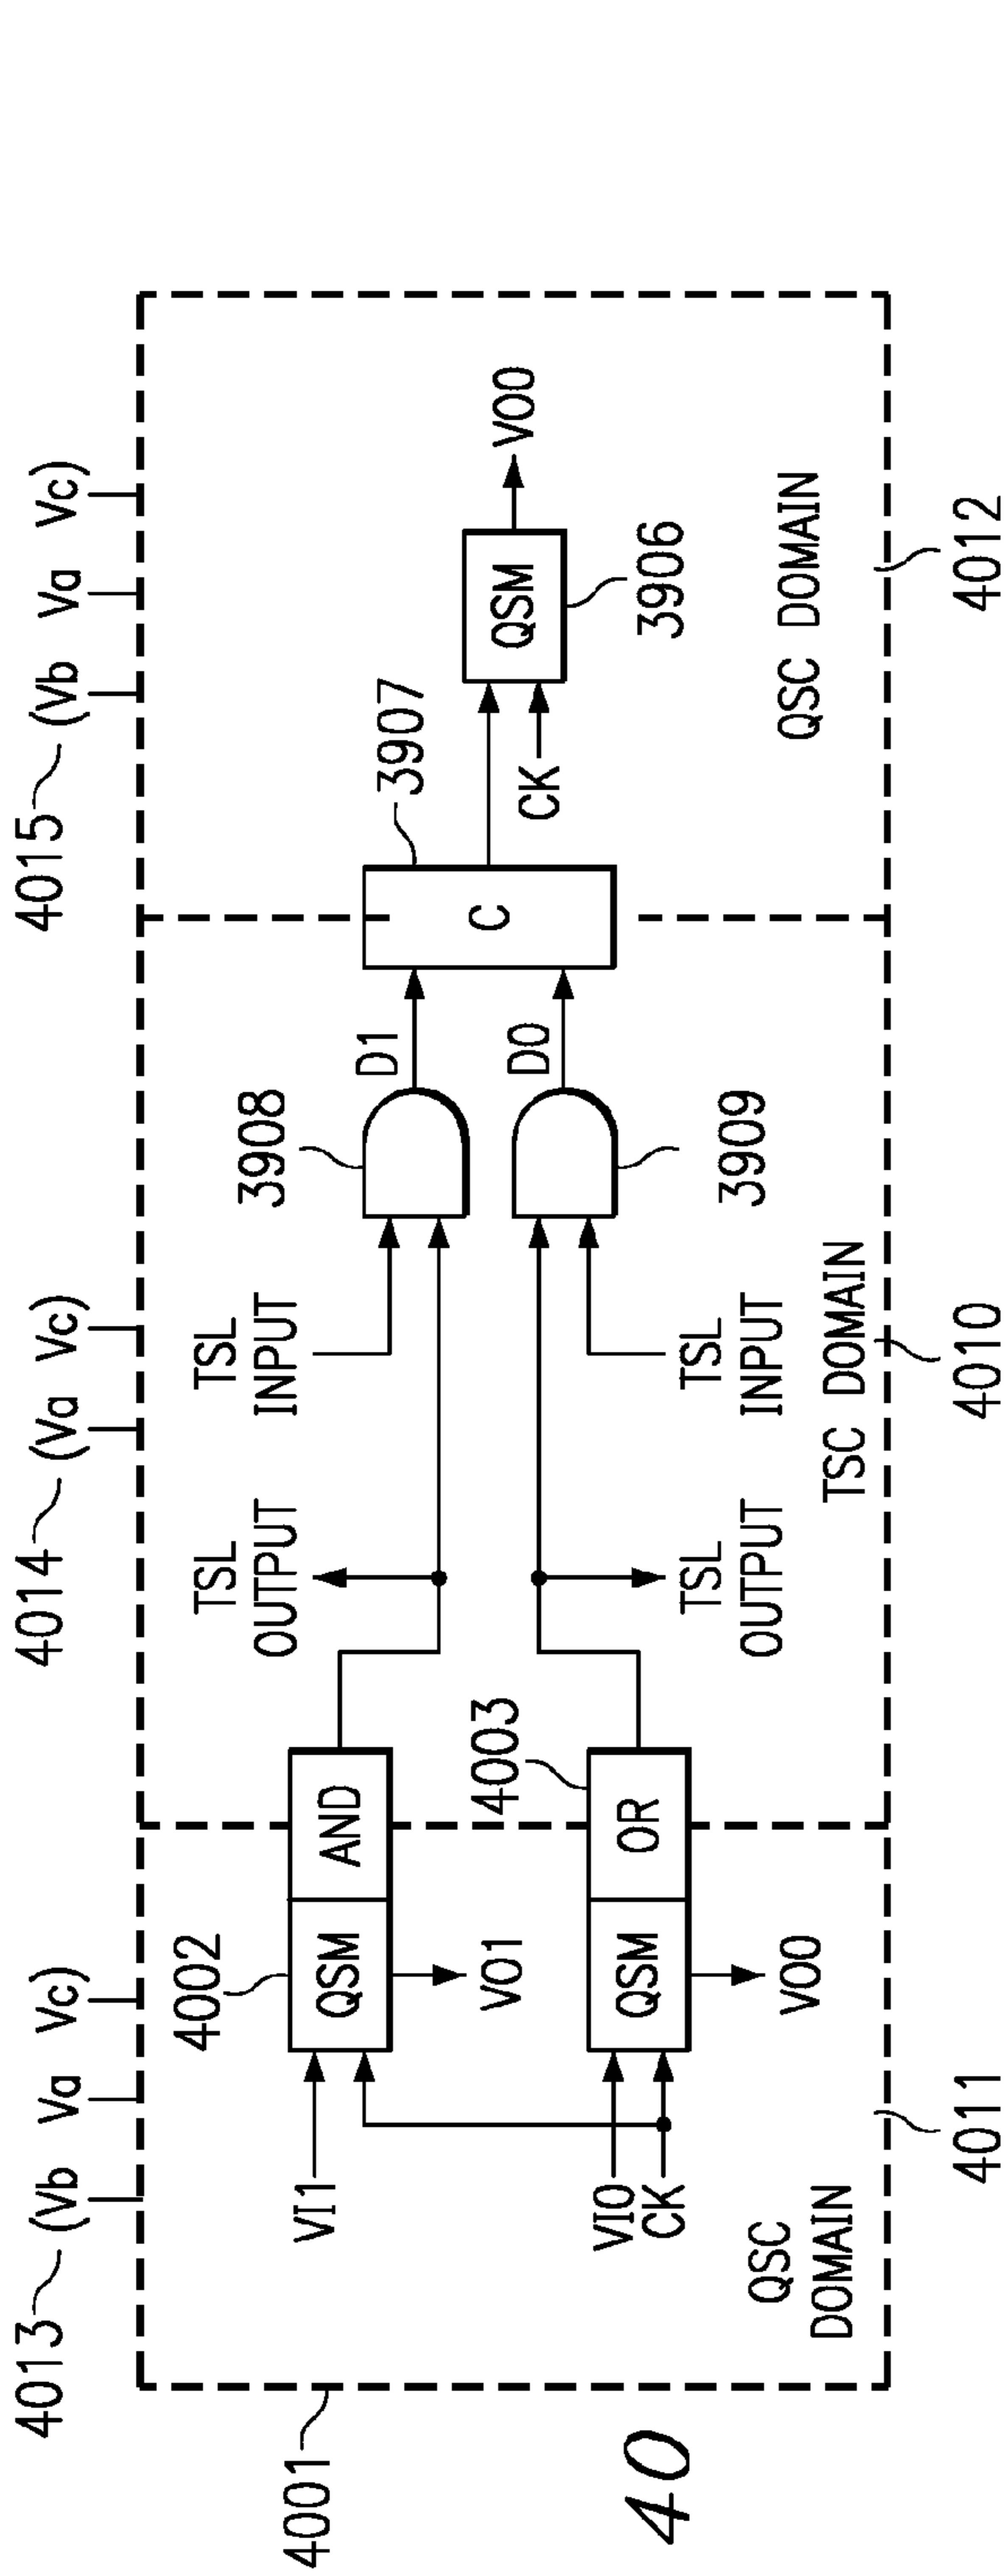 4013 (Vb Va Vc)
4014 (Va Vc)
4015 (Vb Va Vc)
4001
4002
VI1
QSM
AND
VO1
TSL
OUTPUT
TSL
INPUT
3908
D1
3907
C
QSM
VO0
CK
3906
4003
VI0
CK
QSM
OR
VO0
TSL
OUTPUT
TSL
INPUT
D0
3909
QSC
DOMAIN
TSC DOMAIN
QSC DOMAIN
4011
4010
4012
40